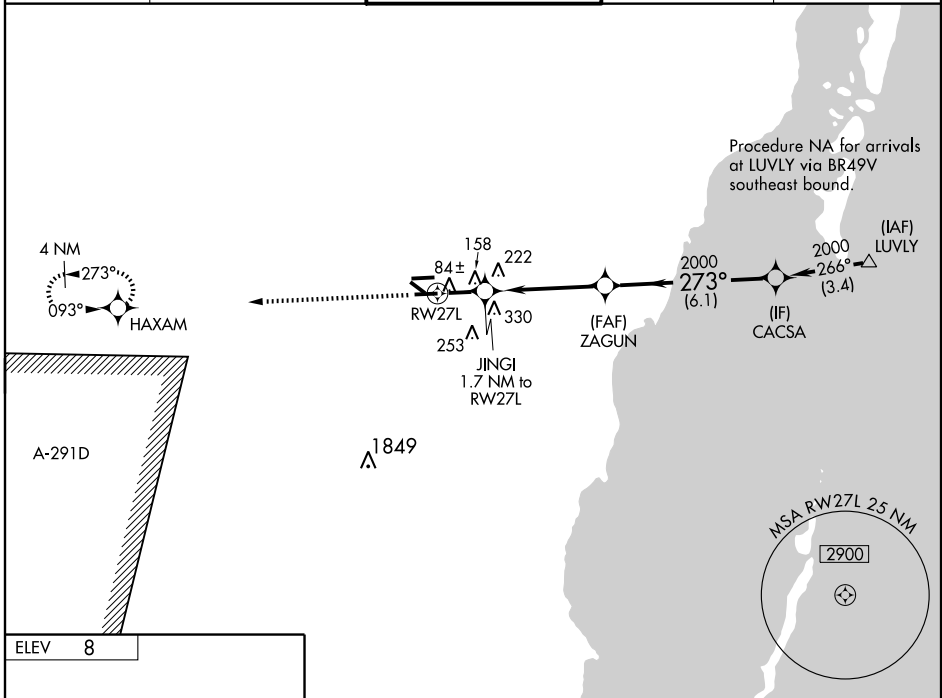 Procedure NA for arrivals
at LUVLY via BR49V
southeast bound.
(IAF)
LUVLY
2000
266°
(3.4)
(IF)
CACSA
2000
273°
(6.1)
(FAF)
ZAGUN
4 NM
273°
093°
HAXAM
158
222
84±
RW27L
330
253
JINGI
1.7 NM to
RW27L
1849
A-291D
MSA RW27L 25 NM
2900
ELEV 8